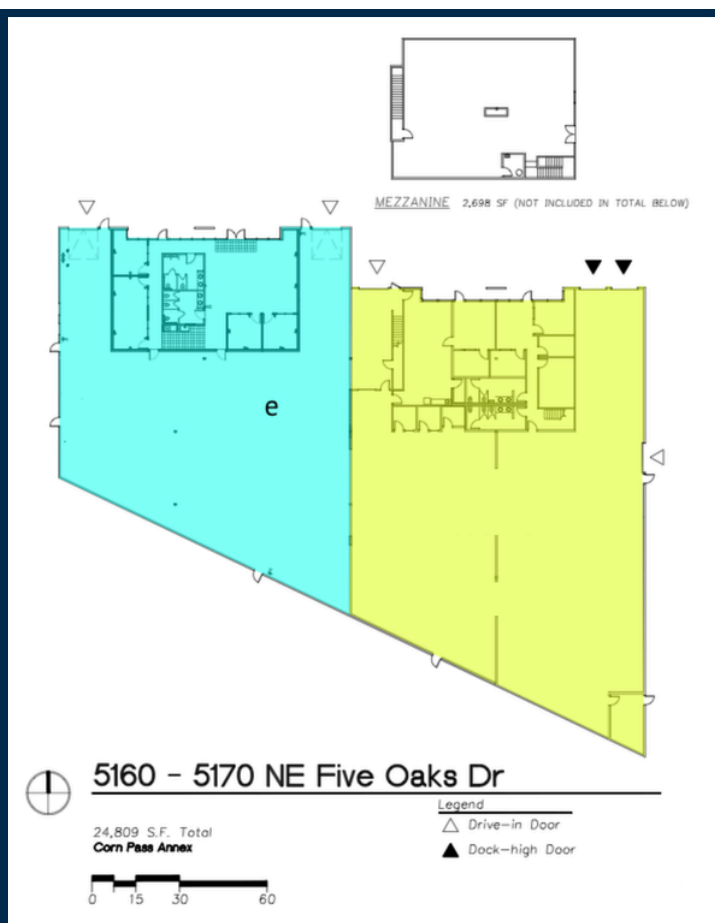 MEZZANINE 2,698 SF (NOT INCLUDED IN TOTAL BELOW)
e
5160 - 5170 NE Five Oaks Dr
24,809 S.F. Total
Corn Pass Annex
Legend
Drive-in Door
Dock-high Door
0 15 30 60